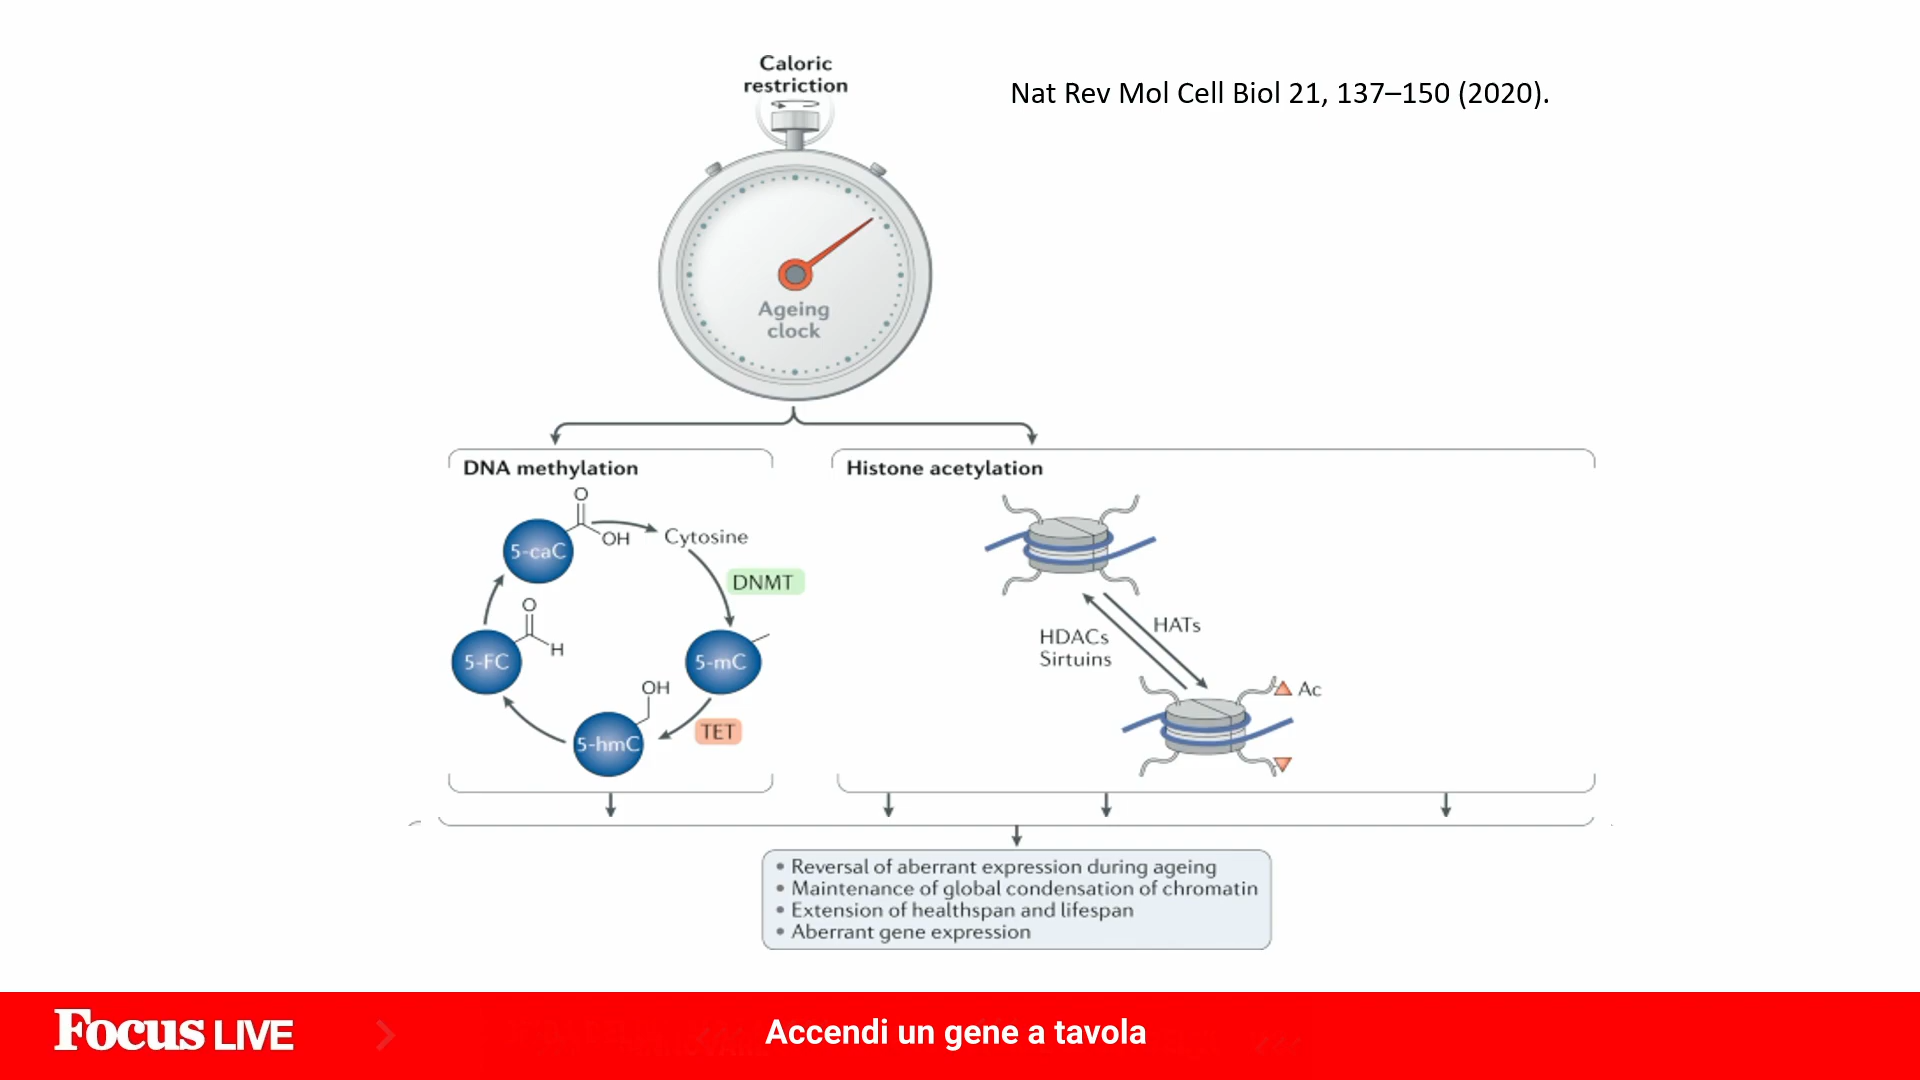 Caloric
restriction
Nat Rev Mol Cell Biol 21, 137–150 (2020).
Ageing
clock
DNA methylation
O
5-caC
OH
Cytosine
DNMT
O
5-FC
H
5-mC
OH
5-hmC
TET
Histone acetylation
HDACs
Sirtuins
HATs
Ac
• Reversal of aberrant expression during ageing
• Maintenance of global condensation of chromatin
• Extension of healthspan and lifespan
• Aberrant gene expression
Focus LIVE
Accendi un gene a tavola